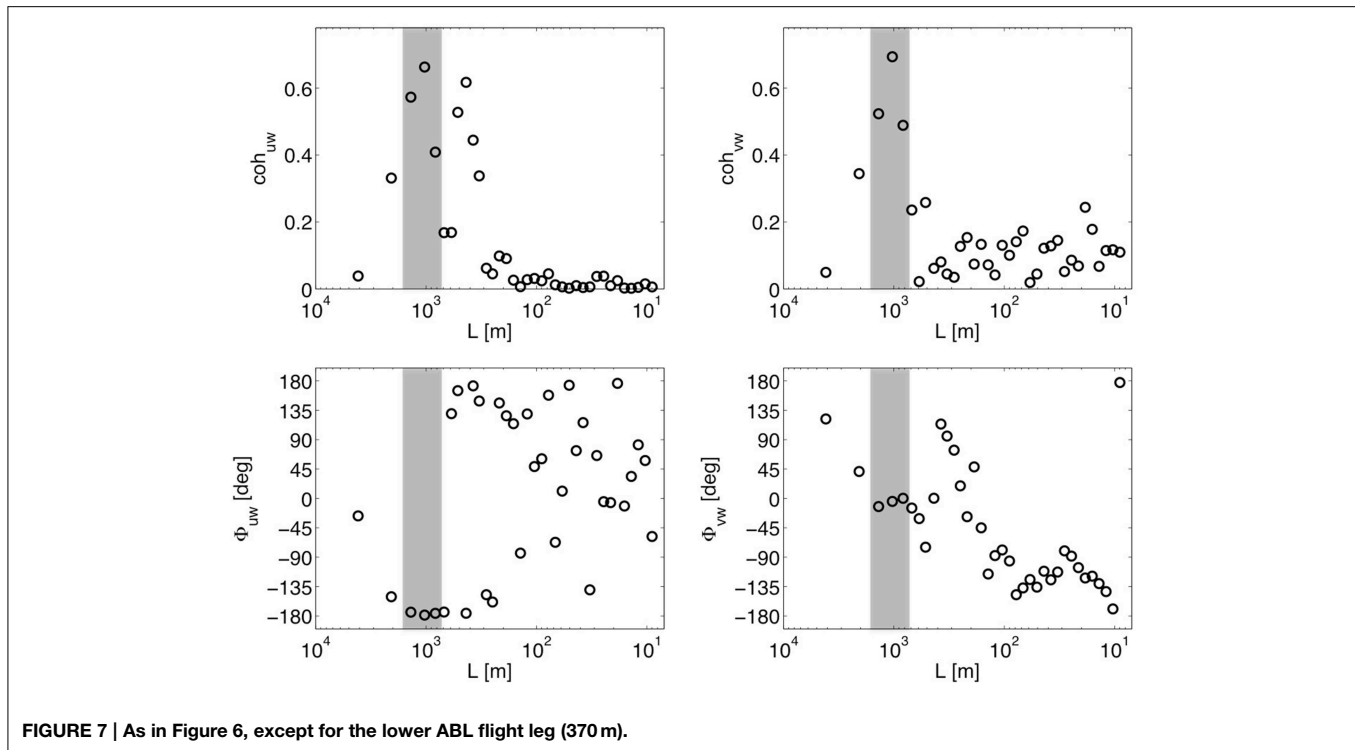 0.6
0.4
0.2
0
coh_uw
10^4 10^3 10^2 10^1
L [m]
0.6
0.4
0.2
0
coh_vw
10^4 10^3 10^2 10^1
L [m]
180
135
90
45
0
−45
−90
−135
−180
Φ_uw [deg]
10^4 10^3 10^2 10^1
L [m]
180
135
90
45
0
−45
−90
−135
−180
Φ_vw [deg]
10^4 10^3 10^2 10^1
L [m]
FIGURE 7 | As in Figure 6, except for the lower ABL flight leg (370 m).